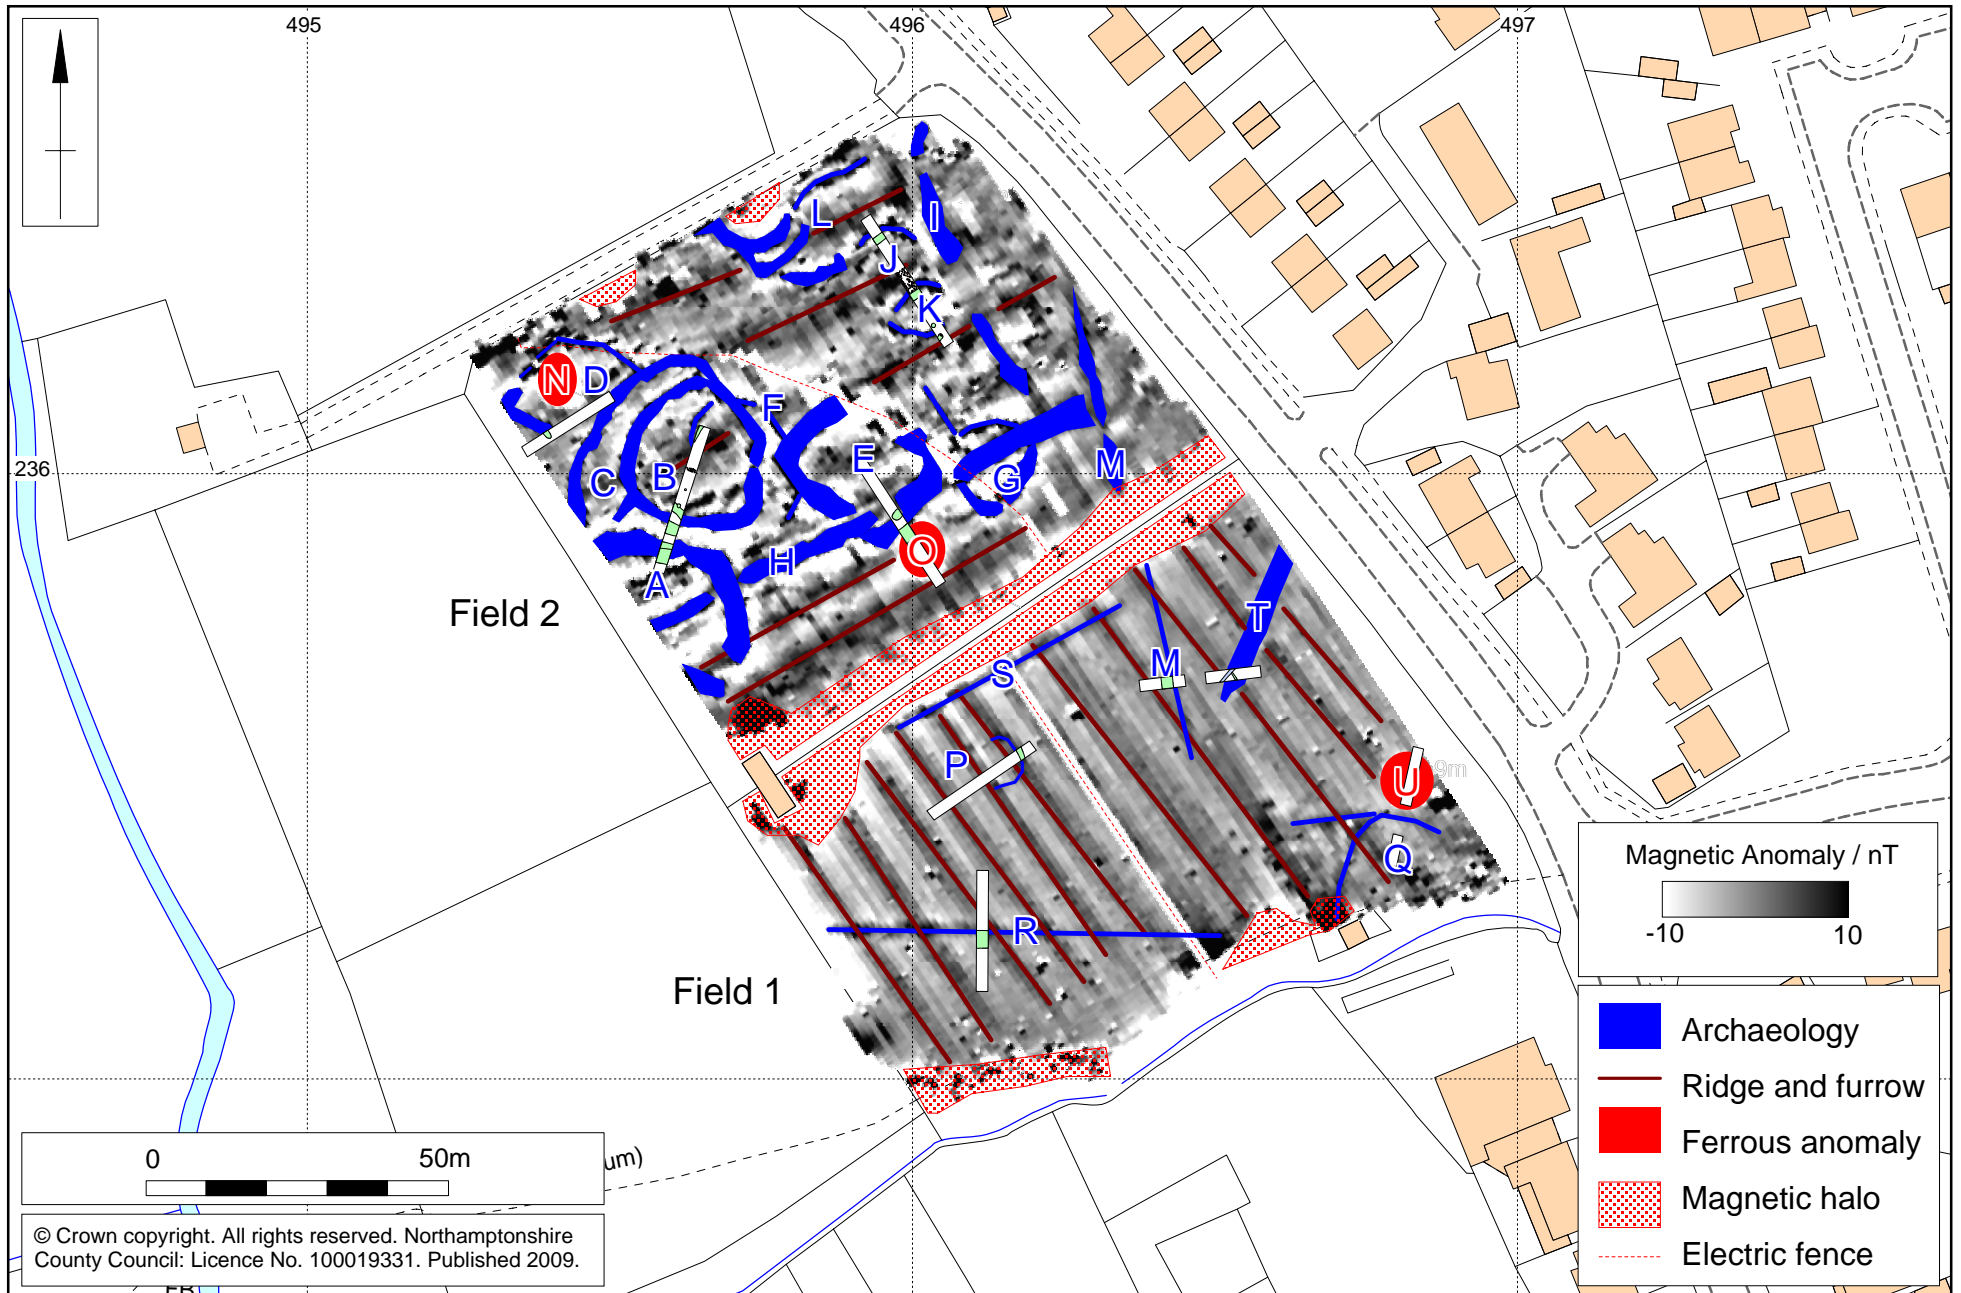 495
496
497
236
L
I
J
K
N
D
F
E
C
B
G
M
O
H
A
Field 2
T
M
S
P
U
9m
Q
R
Field 1
Magnetic Anomaly / nT
-10 10
Archaeology
Ridge and furrow
Ferrous anomaly
Magnetic halo
Electric fence
0 50m
um)
© Crown copyright. All rights reserved. Northamptonshire
County Council: Licence No. 100019331. Published 2009.